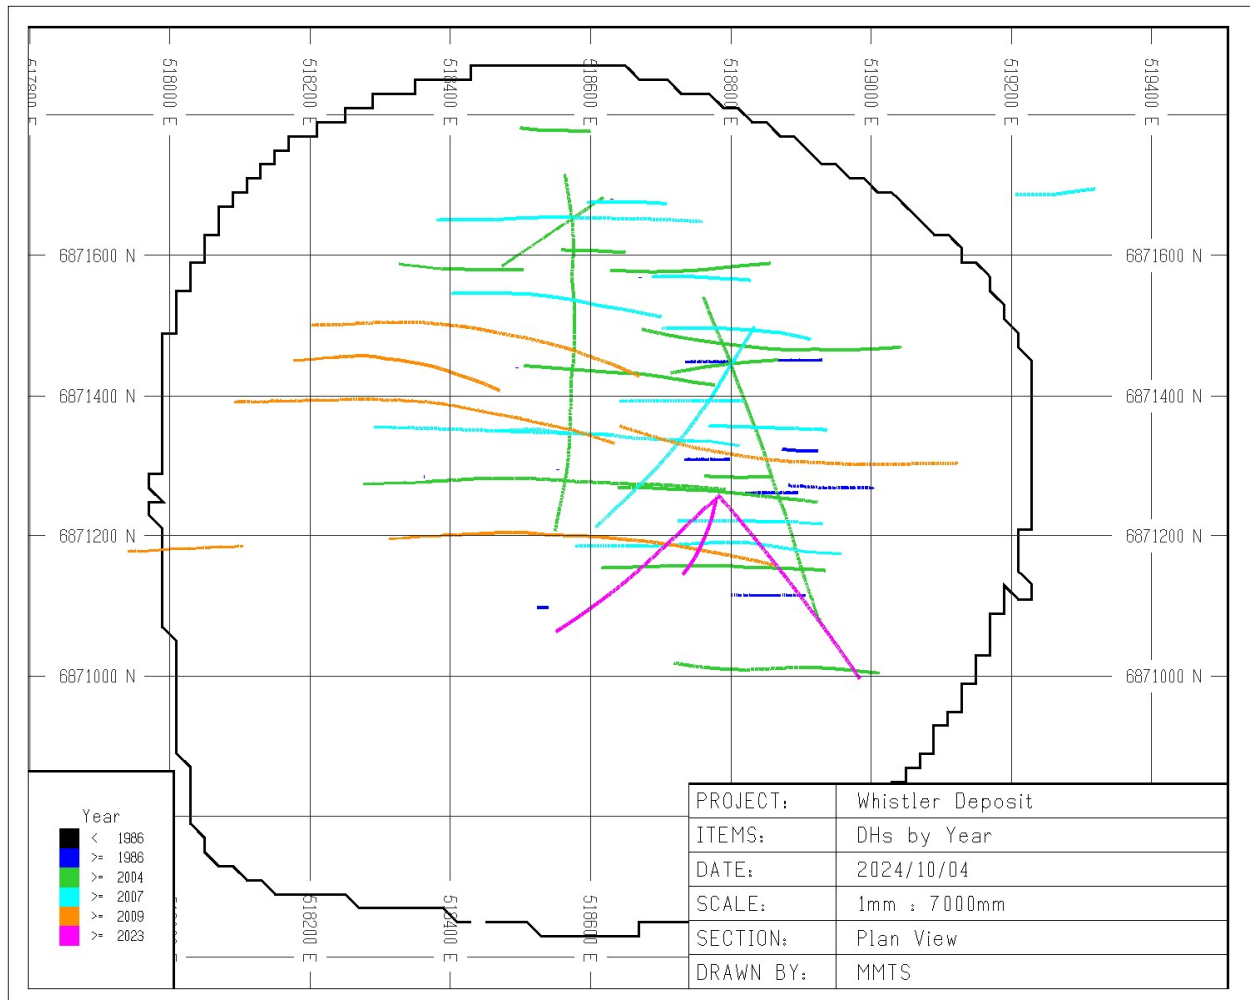 517800 E
518000 E
518200 E
518400 E
518600 E
518800 E
519000 E
519200 E
519400 E
6871600 N
6871600 N
6871400 N
6871400 N
6871200 N
6871200 N
6871000 N
6871000 N
Year
< 1986
>= 1986
>= 2004
>= 2007
>= 2009
>= 2023
518200 E
518400 E
518600 E
PROJECT: Whistler Deposit
ITEMS: DHs by Year
DATE: 2024/10/04
SCALE: 1mm : 7000mm
SECTION: Plan View
DRAWN BY: MMTS